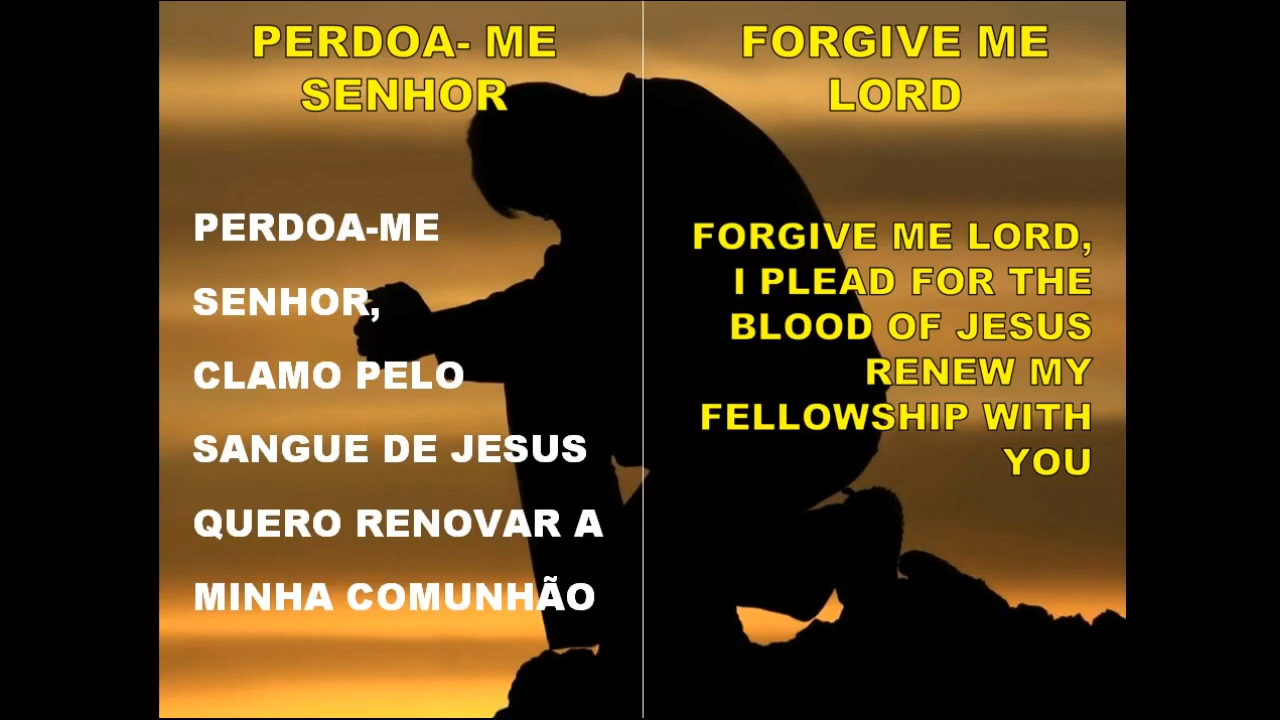 PERDOA- ME
SENHOR
PERDOA-ME
SENHOR,
CLAMO PELO
SANGUE DE JESUS
QUERO RENOVAR A
MINHA COMUNHÃO
FORGIVE ME
LORD
FORGIVE ME LORD,
I PLEAD FOR THE
BLOOD OF JESUS
RENEW MY
FELLOWSHIP WITH
YOU